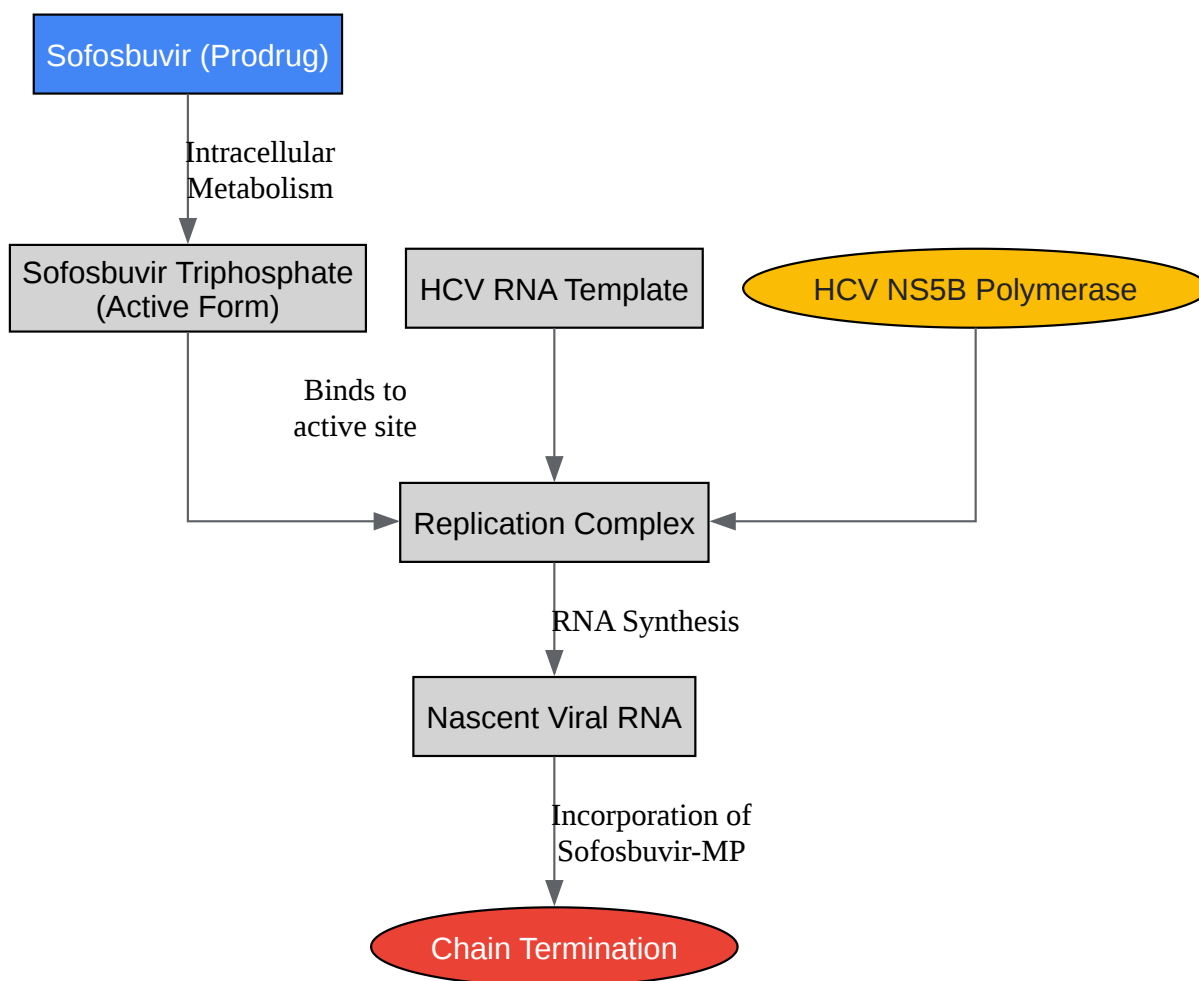 Sofosbuvir (Prodrug)
Intracellular
Metabolism
Sofosbuvir Triphosphate
(Active Form)
HCV RNA Template
HCV NS5B Polymerase
Binds to
active site
Replication Complex
RNA Synthesis
Nascent Viral RNA
Incorporation of
Sofosbuvir-MP
Chain Termination